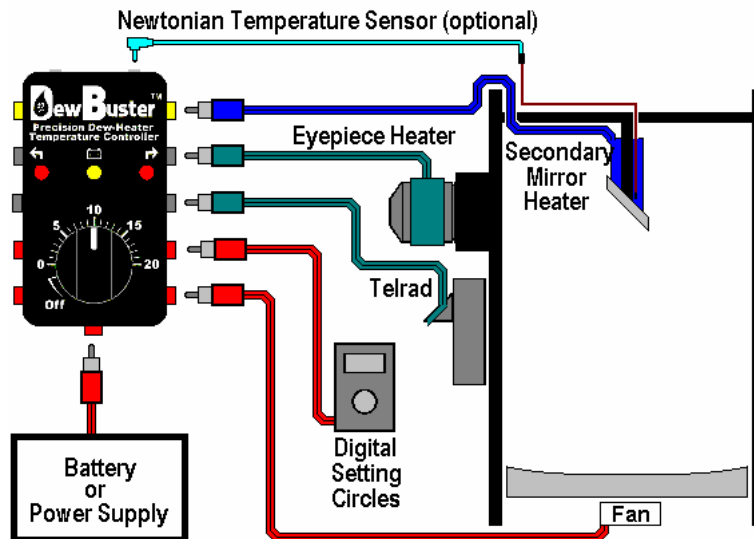 Newtonian Temperature Sensor (optional)
DewBuster™
Precision Dew-Heater
Temperature Controller
Eyepiece Heater
Secondary
Mirror
Heater
5
10
15
0
20
Off
Telrad
Digital
Setting
Circles
Battery
or
Power Supply
Fan